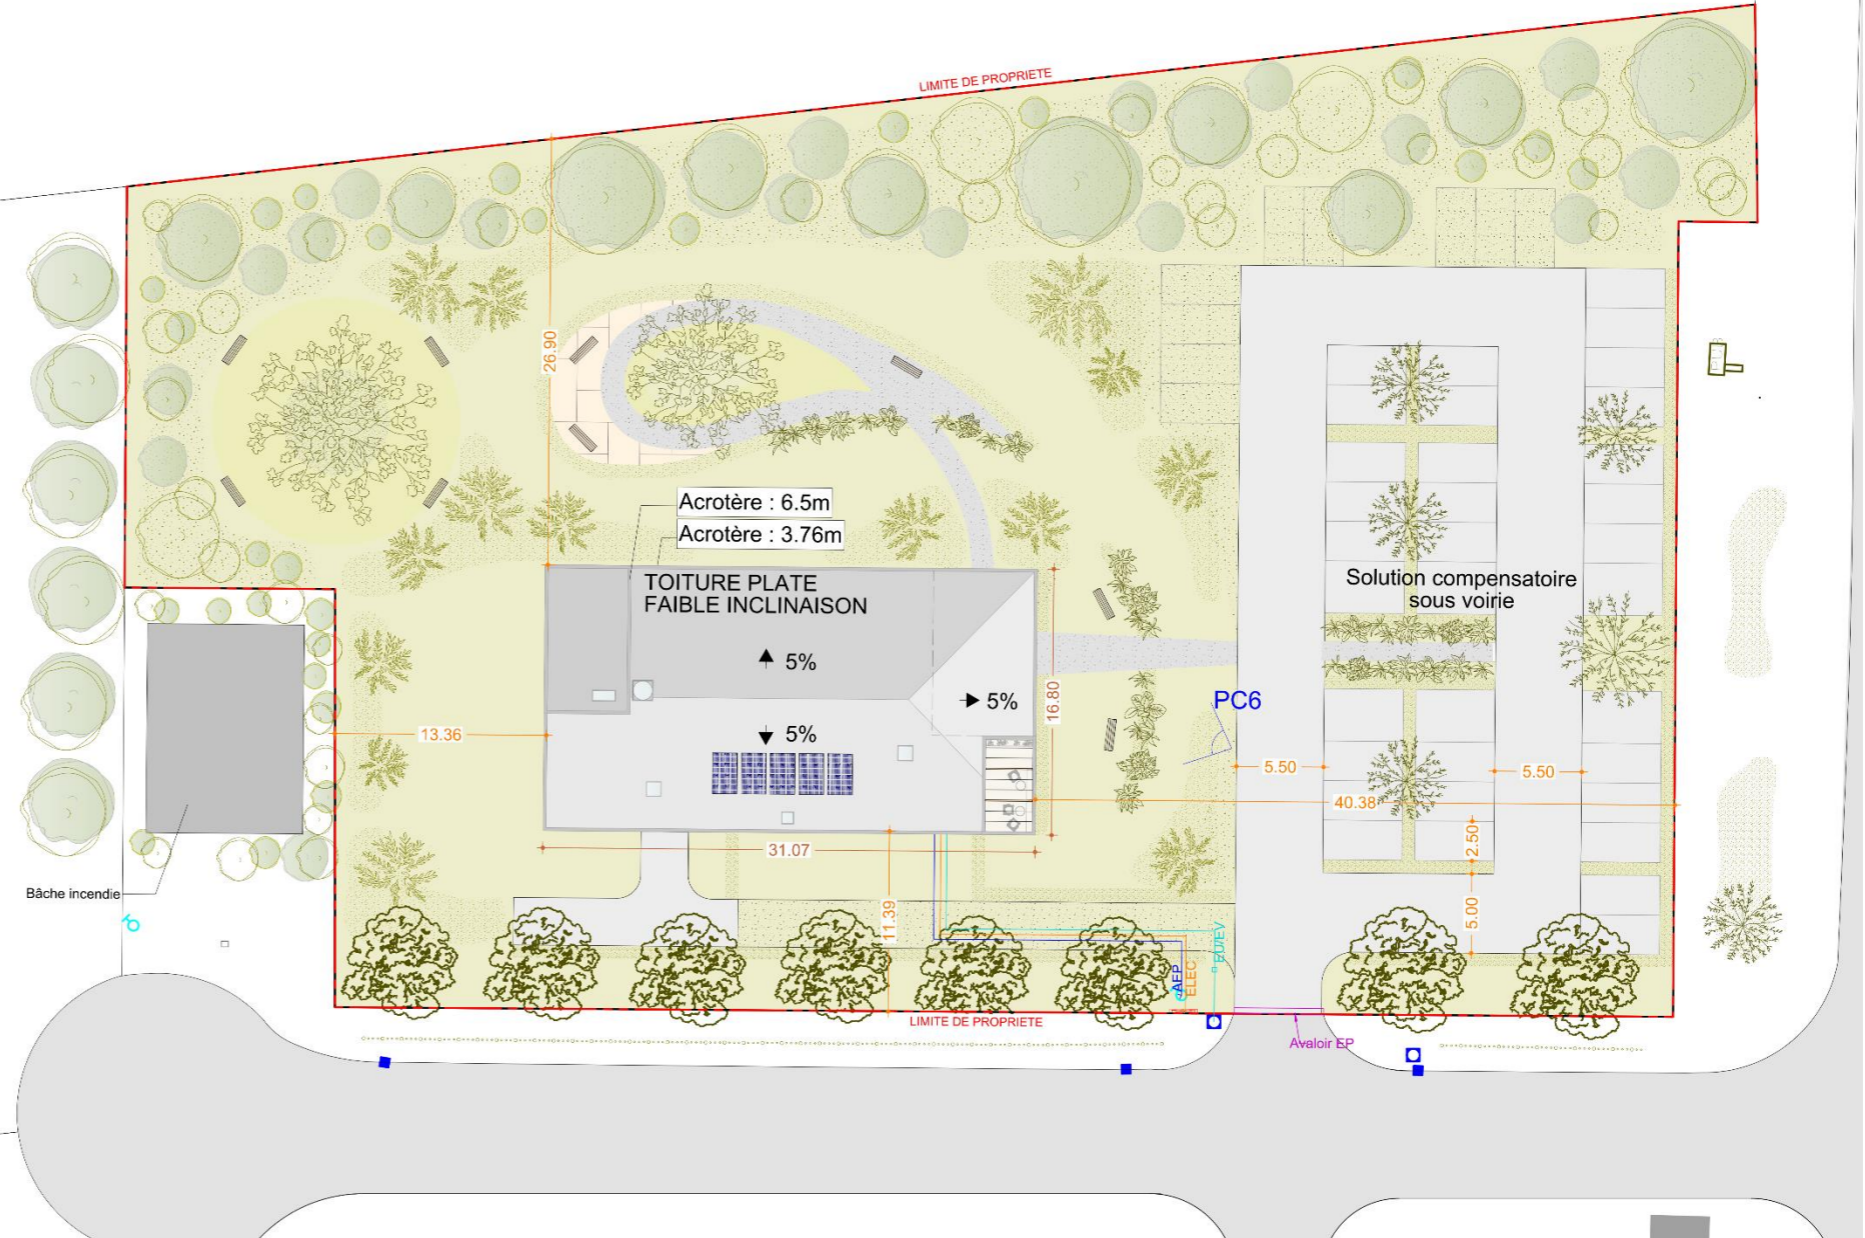 LIMITE DE PROPRIETE
26.90
Acrotère : 6.5m
Acrotère : 3.76m
TOITURE PLATE
FAIBLE INCLINAISON
5%
5%
5%
16.80
13.36
31.07
11.39
PC6
Solution compensatoire
sous voirie
5.50
5.50
40.38
2.50
5.00
Bâche incendie
AEP
ELEC
EU/EV
LIMITE DE PROPRIETE
Avaloir EP